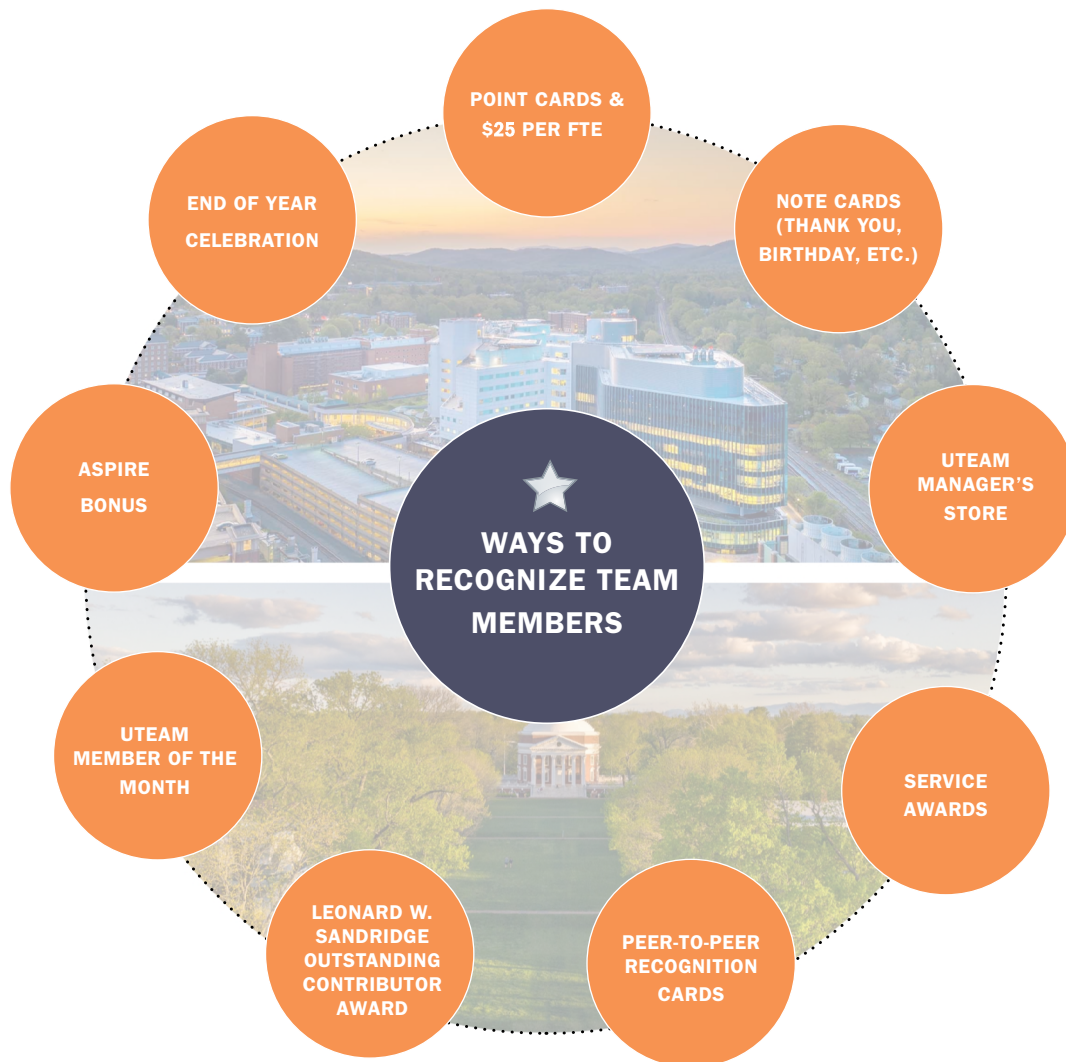 POINT CARDS &
$25 PER FTE
NOTE CARDS
(THANK YOU,
BIRTHDAY, ETC.)
UTEAM
MANAGER’S
STORE
SERVICE
AWARDS
PEER-TO-PEER
RECOGNITION
CARDS
LEONARD W.
SANDRIDGE
OUTSTANDING
CONTRIBUTOR
AWARD
UTEAM
MEMBER OF THE
MONTH
ASPIRE
BONUS
END OF YEAR
CELEBRATION
WAYS TO
RECOGNIZE TEAM
MEMBERS